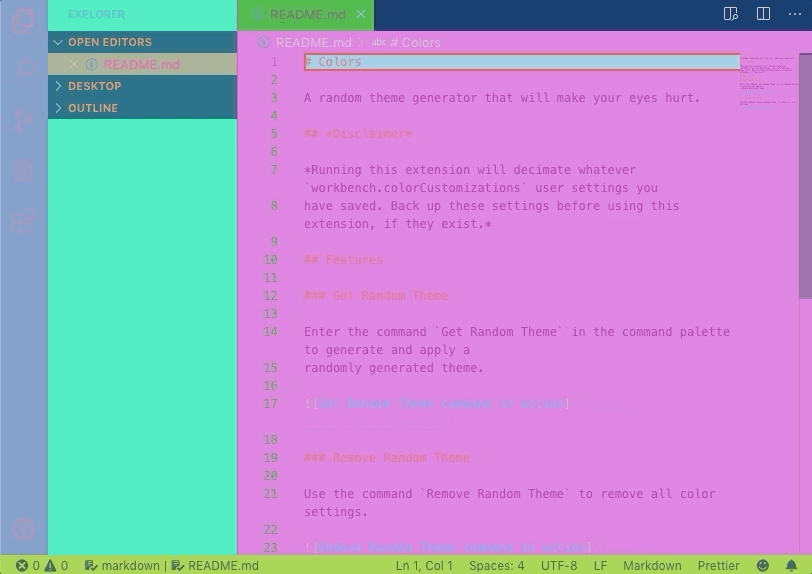 EXPLORER
README.md
OPEN EDITORS
README.md
DESKTOP
OUTLINE
README.md > abc # Colors
1 # Colors
2
3 A random theme generator that will make your eyes hurt.
4
5 ## *Disclaimer*
6
7 *Running this extension will decimate whatever
`workbench.colorCustomizations` user settings you
8 have saved. Back up these settings before using this
extension, if they exist.*
9
10 ## Features
11
12 ### Get Random Theme
13
14 Enter the command `Get Random Theme` in the command palette
to generate and apply a
15 randomly generated theme.
16
17 ![Get Random Theme command in action]
18
19 ### Remove Random Theme
20
21 Use the command `Remove Random Theme` to remove all color
settings.
22
23 ![Remove Random Theme command in action]
0 0 markdown | README.md Ln 1, Col 1 Spaces: 4 UTF-8 LF Markdown Prettier